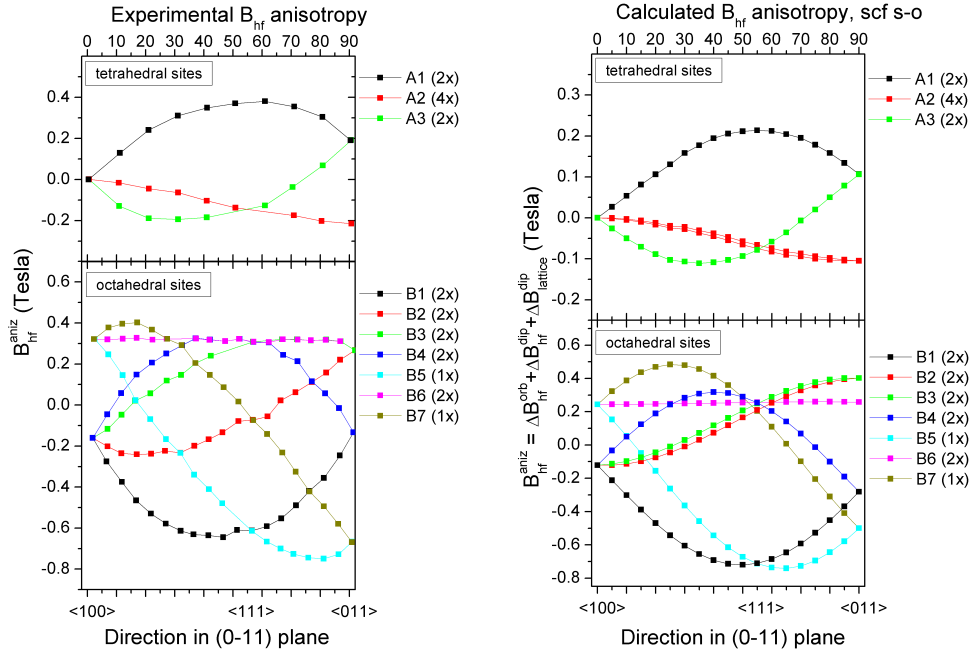 Experimental B_hf anisotropy
0 10 20 30 40 50 60 70 80 90
tetrahedral sites
0.4
0.2
0.0
-0.2
A1 (2x)
A2 (4x)
A3 (2x)
octahedral sites
0.6
0.4
0.2
0.0
-0.2
-0.4
-0.6
-0.8
B1 (2x)
B2 (2x)
B3 (2x)
B4 (2x)
B5 (1x)
B6 (2x)
B7 (1x)
B_hf^aniz (Tesla)
<100> <111> <011>
Direction in (0-11) plane
Calculated B_hf anisotropy, scf s-o
0 10 20 30 40 50 60 70 80 90
tetrahedral sites
0.3
0.2
0.1
0.0
-0.1
-0.2
A1 (2x)
A2 (4x)
A3 (2x)
octahedral sites
0.6
0.4
0.2
0.0
-0.2
-0.4
-0.6
-0.8
B1 (2x)
B2 (2x)
B3 (2x)
B4 (2x)
B5 (1x)
B6 (2x)
B7 (1x)
B_hf^aniz = ΔB_hf^orb + ΔB_hf^dip + ΔB_lattice^dip (Tesla)
<100> <111> <011>
Direction in (0-11) plane